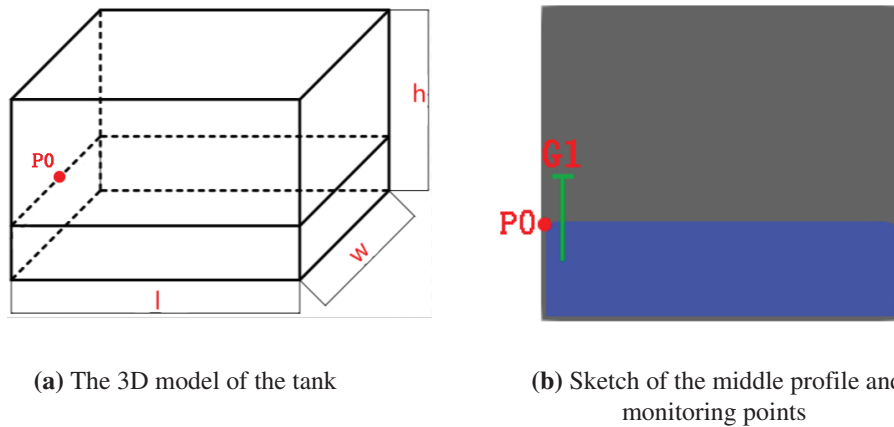 h
P0
w
l
(a) The 3D model of the tank
G1
P0
(b) Sketch of the middle profile and
monitoring points